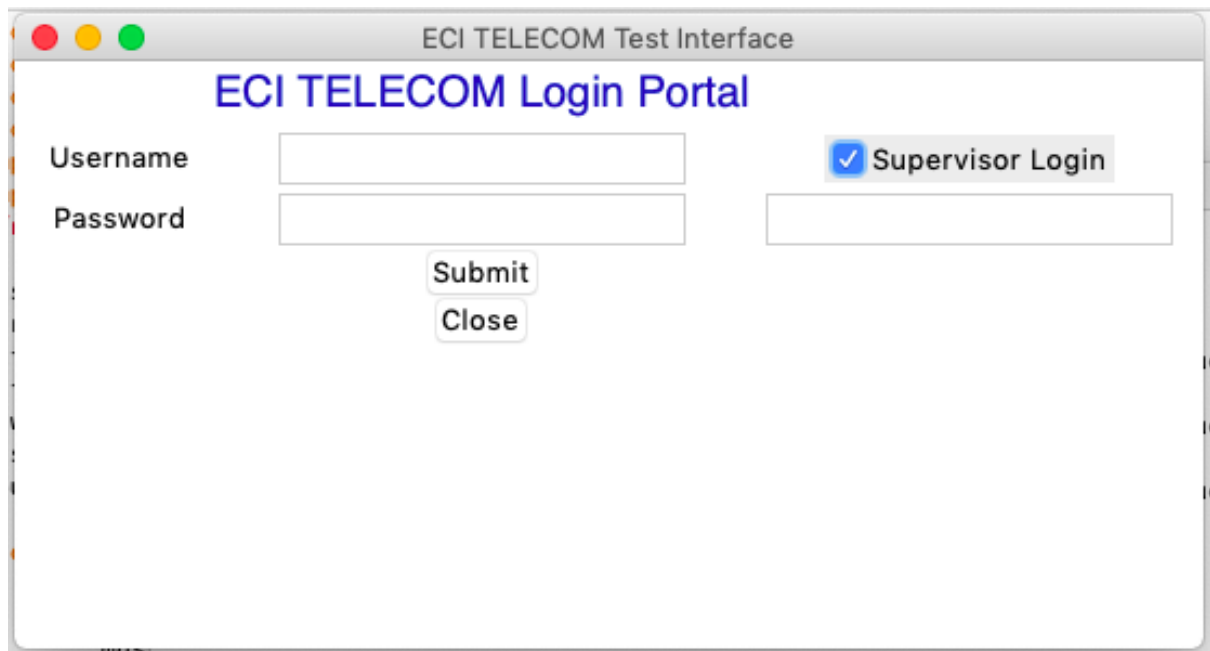 ECI TELECOM Test Interface
ECI TELECOM Login Portal
Username
Supervisor Login
Password
Submit
Close